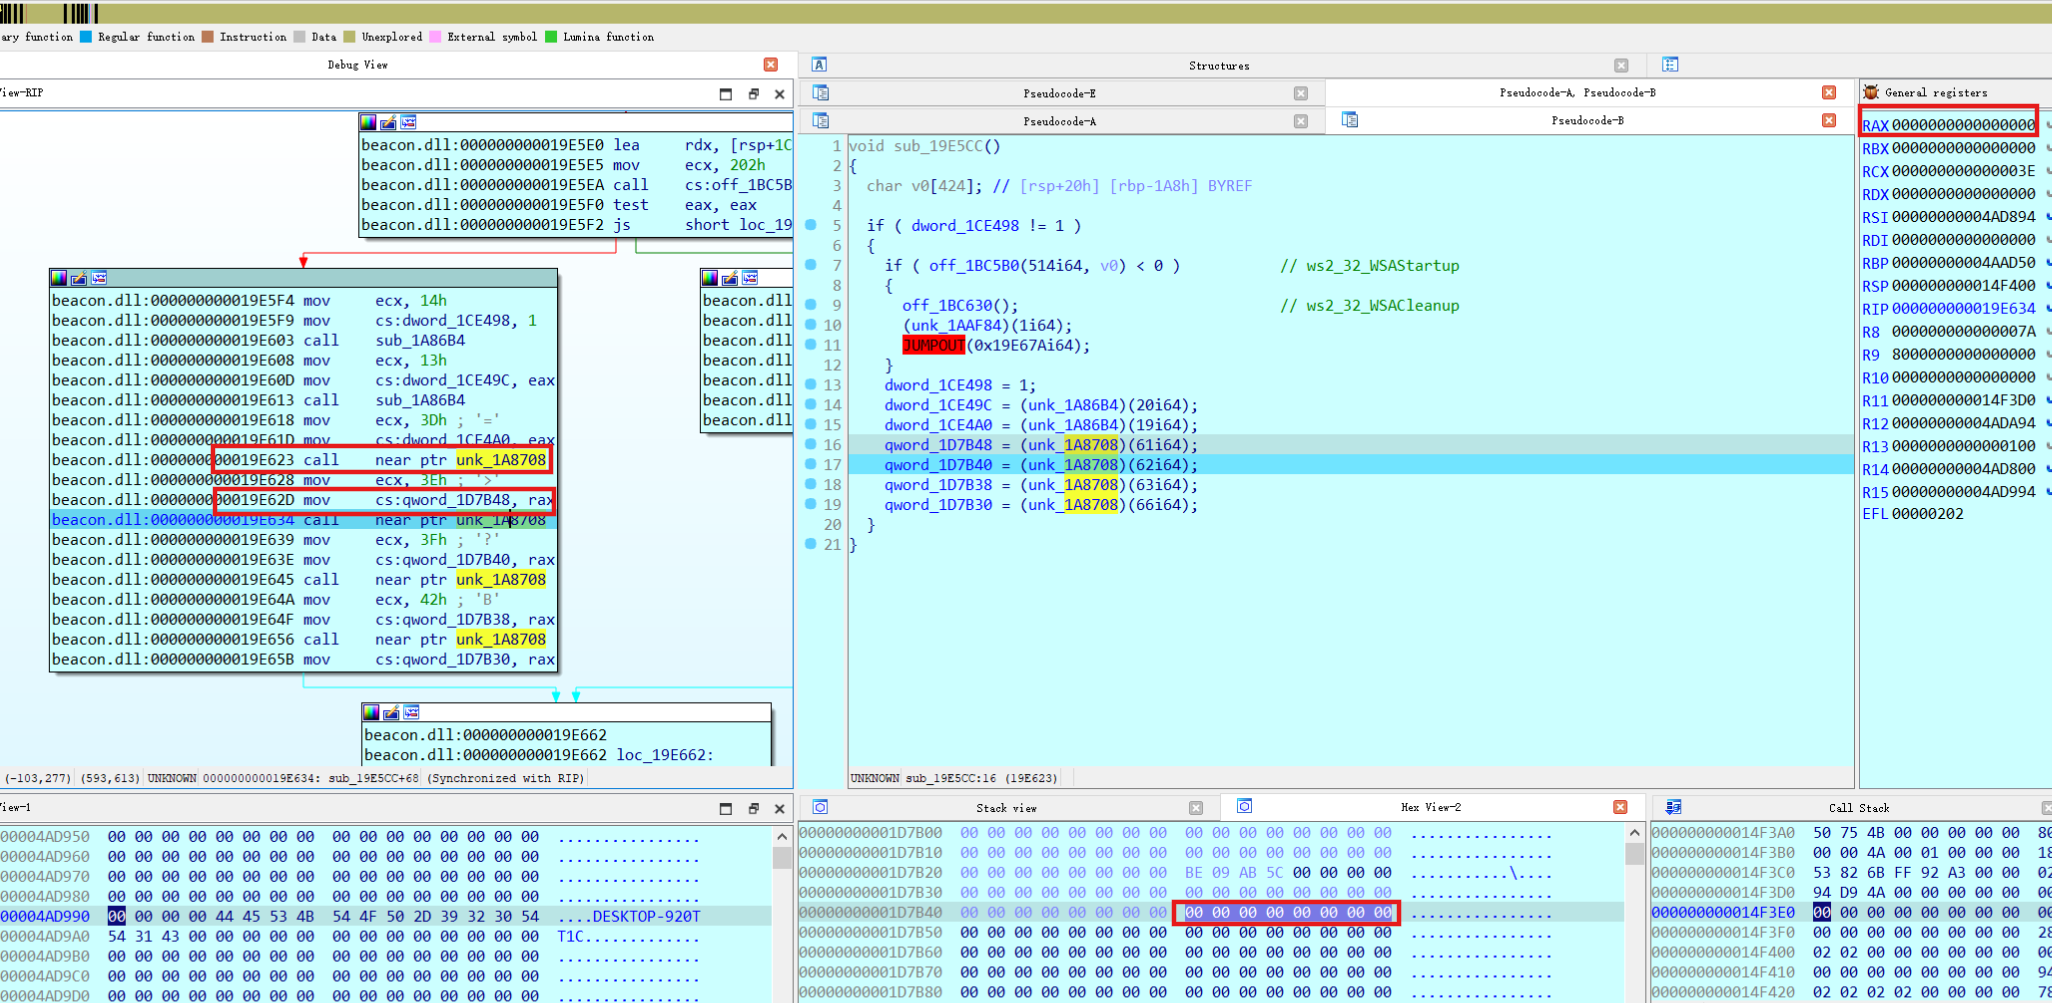 ary function Regular function Instruction Data Unexplored External symbol Lumina function
Debug View
View-RIP
beacon.dll:000000000019E5E0 lea rdx, [rsp+1C
beacon.dll:000000000019E5E5 mov ecx, 202h
beacon.dll:000000000019E5EA call cs:off_1BC5B
beacon.dll:000000000019E5F0 test eax, eax
beacon.dll:000000000019E5F2 js short loc_19
beacon.dll:000000000019E5F4 mov ecx, 14h
beacon.dll:000000000019E5F9 mov cs:dword_1CE498, 1
beacon.dll:000000000019E603 call sub_1A86B4
beacon.dll:000000000019E608 mov ecx, 13h
beacon.dll:000000000019E60D mov cs:dword_1CE49C, eax
beacon.dll:000000000019E613 call sub_1A86B4
beacon.dll:000000000019E618 mov ecx, 3Dh ; '='
beacon.dll:000000000019E61D mov cs:dword_1CE4A0, eax
beacon.dll:000000000019E623 call near ptr unk_1A8708
beacon.dll:000000000019E628 mov ecx, 3Eh ; '>'
beacon.dll:000000000019E62D mov cs:qword_1D7B48, rax
beacon.dll:000000000019E634 call near ptr unk_1A8708
beacon.dll:000000000019E639 mov ecx, 3Fh ; '?'
beacon.dll:000000000019E63E mov cs:qword_1D7B40, rax
beacon.dll:000000000019E645 call near ptr unk_1A8708
beacon.dll:000000000019E64A mov ecx, 42h ; 'B'
beacon.dll:000000000019E64F mov cs:qword_1D7B38, rax
beacon.dll:000000000019E656 call near ptr unk_1A8708
beacon.dll:000000000019E65B mov cs:qword_1D7B30, rax
beacon.dll
beacon.dll
beacon.dll
beacon.dll
beacon.dll
beacon.dll
beacon.dll
beacon.dll:000000000019E662
beacon.dll:000000000019E662 loc_19E662:
(-103,277) (593,613) UNKNOWN 000000000019E634: sub_19E5CC+68 (Synchronized with RIP)
Structures
Pseudocode-E
Pseudocode-A, Pseudocode-B
Pseudocode-A
Pseudocode-B
1 void sub_19E5CC()
2 {
3 char v0[424]; // [rsp+20h] [rbp-1A8h] BYREF
4
5 if ( dword_1CE498 != 1 )
6 {
7 if ( off_1BC5B0(514i64, v0) < 0 ) // ws2_32_WSAStartup
8 {
9 off_1BC630(); // ws2_32_WSACleanup
10 (unk_1AAF84)(1i64);
11 JUMPOUT(0x19E67Ai64);
12 }
13 dword_1CE498 = 1;
14 dword_1CE49C = (unk_1A86B4)(20i64);
15 dword_1CE4A0 = (unk_1A86B4)(19i64);
16 qword_1D7B48 = (unk_1A8708)(61i64);
17 qword_1D7B40 = (unk_1A8708)(62i64);
18 qword_1D7B38 = (unk_1A8708)(63i64);
19 qword_1D7B30 = (unk_1A8708)(66i64);
20 }
21 }
UNKNOWN sub_19E5CC:16 (19E623)
General registers
RAX 0000000000000000
RBX 0000000000000000
RCX 000000000000003E
RDX 0000000000000000
RSI 00000000004AD894
RDI 0000000000000000
RBP 00000000004AAD50
RSP 000000000014F400
RIP 000000000019E634
R8 000000000000007A
R9 8000000000000000
R10 0000000000000000
R11 000000000014F3D0
R12 00000000004ADA94
R13 0000000000000100
R14 00000000004AD800
R15 00000000004AD994
EFL 00000202
View-1
00004AD950 00 00 00 00 00 00 00 00 00 00 00 00 00 00 00 00 ................
00004AD960 00 00 00 00 00 00 00 00 00 00 00 00 00 00 00 00 ................
00004AD970 00 00 00 00 00 00 00 00 00 00 00 00 00 00 00 00 ................
00004AD980 00 00 00 00 00 00 00 00 00 00 00 00 00 00 00 00 ................
00004AD990 00 00 00 00 44 45 53 4B 54 4F 50 2D 39 32 30 54 ....DESKTOP-920T
00004AD9A0 54 31 43 00 00 00 00 00 00 00 00 00 00 00 00 00 T1C.............
00004AD9B0 00 00 00 00 00 00 00 00 00 00 00 00 00 00 00 00 ................
00004AD9C0 00 00 00 00 00 00 00 00 00 00 00 00 00 00 00 00 ................
00004AD9D0 00 00 00 00 00 00 00 00 00 00 00 00 00 00 00 00 ................
Stack view
Hex View-2
00000000001D7B00 00 00 00 00 00 00 00 00 00 00 00 00 00 00 00 00 ................
00000000001D7B10 00 00 00 00 00 00 00 00 00 00 00 00 00 00 00 00 ................
00000000001D7B20 00 00 00 00 00 00 00 00 BE 09 AB 5C 00 00 00 00 ...........\....
00000000001D7B30 00 00 00 00 00 00 00 00 00 00 00 00 00 00 00 00 ................
00000000001D7B40 00 00 00 00 00 00 00 00 00 00 00 00 00 00 00 00 ................
00000000001D7B50 00 00 00 00 00 00 00 00 00 00 00 00 00 00 00 00 ................
00000000001D7B60 00 00 00 00 00 00 00 00 00 00 00 00 00 00 00 00 ................
00000000001D7B70 00 00 00 00 00 00 00 00 00 00 00 00 00 00 00 00 ................
00000000001D7B80 00 00 00 00 00 00 00 00 00 00 00 00 00 00 00 00 ................
Call Stack
000000000014F3A0 50 75 4B 00 00 00 00 00 80
000000000014F3B0 00 00 4A 00 01 00 00 00 18
000000000014F3C0 53 82 6B FF 92 A3 00 00 02
000000000014F3D0 94 D9 4A 00 00 00 00 00 00
000000000014F3E0 00 00 00 00 00 00 00 00 00
000000000014F3F0 00 00 00 00 00 00 00 00 28
000000000014F400 02 02 00 00 00 00 00 00 00
000000000014F410 00 00 00 00 00 00 00 00 94
000000000014F420 02 02 02 02 00 00 00 00 78